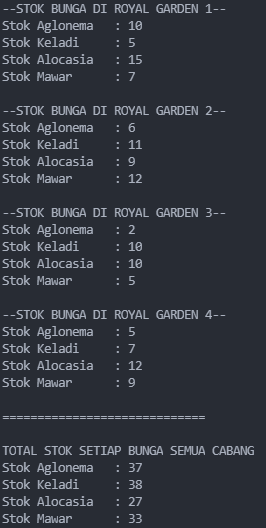 --STOK BUNGA DI ROYAL GARDEN 1--
Stok Aglonema   : 10
Stok Keladi     : 5
Stok Alocasia   : 15
Stok Mawar      : 7

--STOK BUNGA DI ROYAL GARDEN 2--
Stok Aglonema   : 6
Stok Keladi     : 11
Stok Alocasia   : 9
Stok Mawar      : 12

--STOK BUNGA DI ROYAL GARDEN 3--
Stok Aglonema   : 2
Stok Keladi     : 10
Stok Alocasia   : 10
Stok Mawar      : 5

--STOK BUNGA DI ROYAL GARDEN 4--
Stok Aglonema   : 5
Stok Keladi     : 7
Stok Alocasia   : 12
Stok Mawar      : 9

=============================

TOTAL STOK SETIAP BUNGA SEMUA CABANG
Stok Aglonema   : 37
Stok Keladi     : 38
Stok Alocasia   : 27
Stok Mawar      : 33